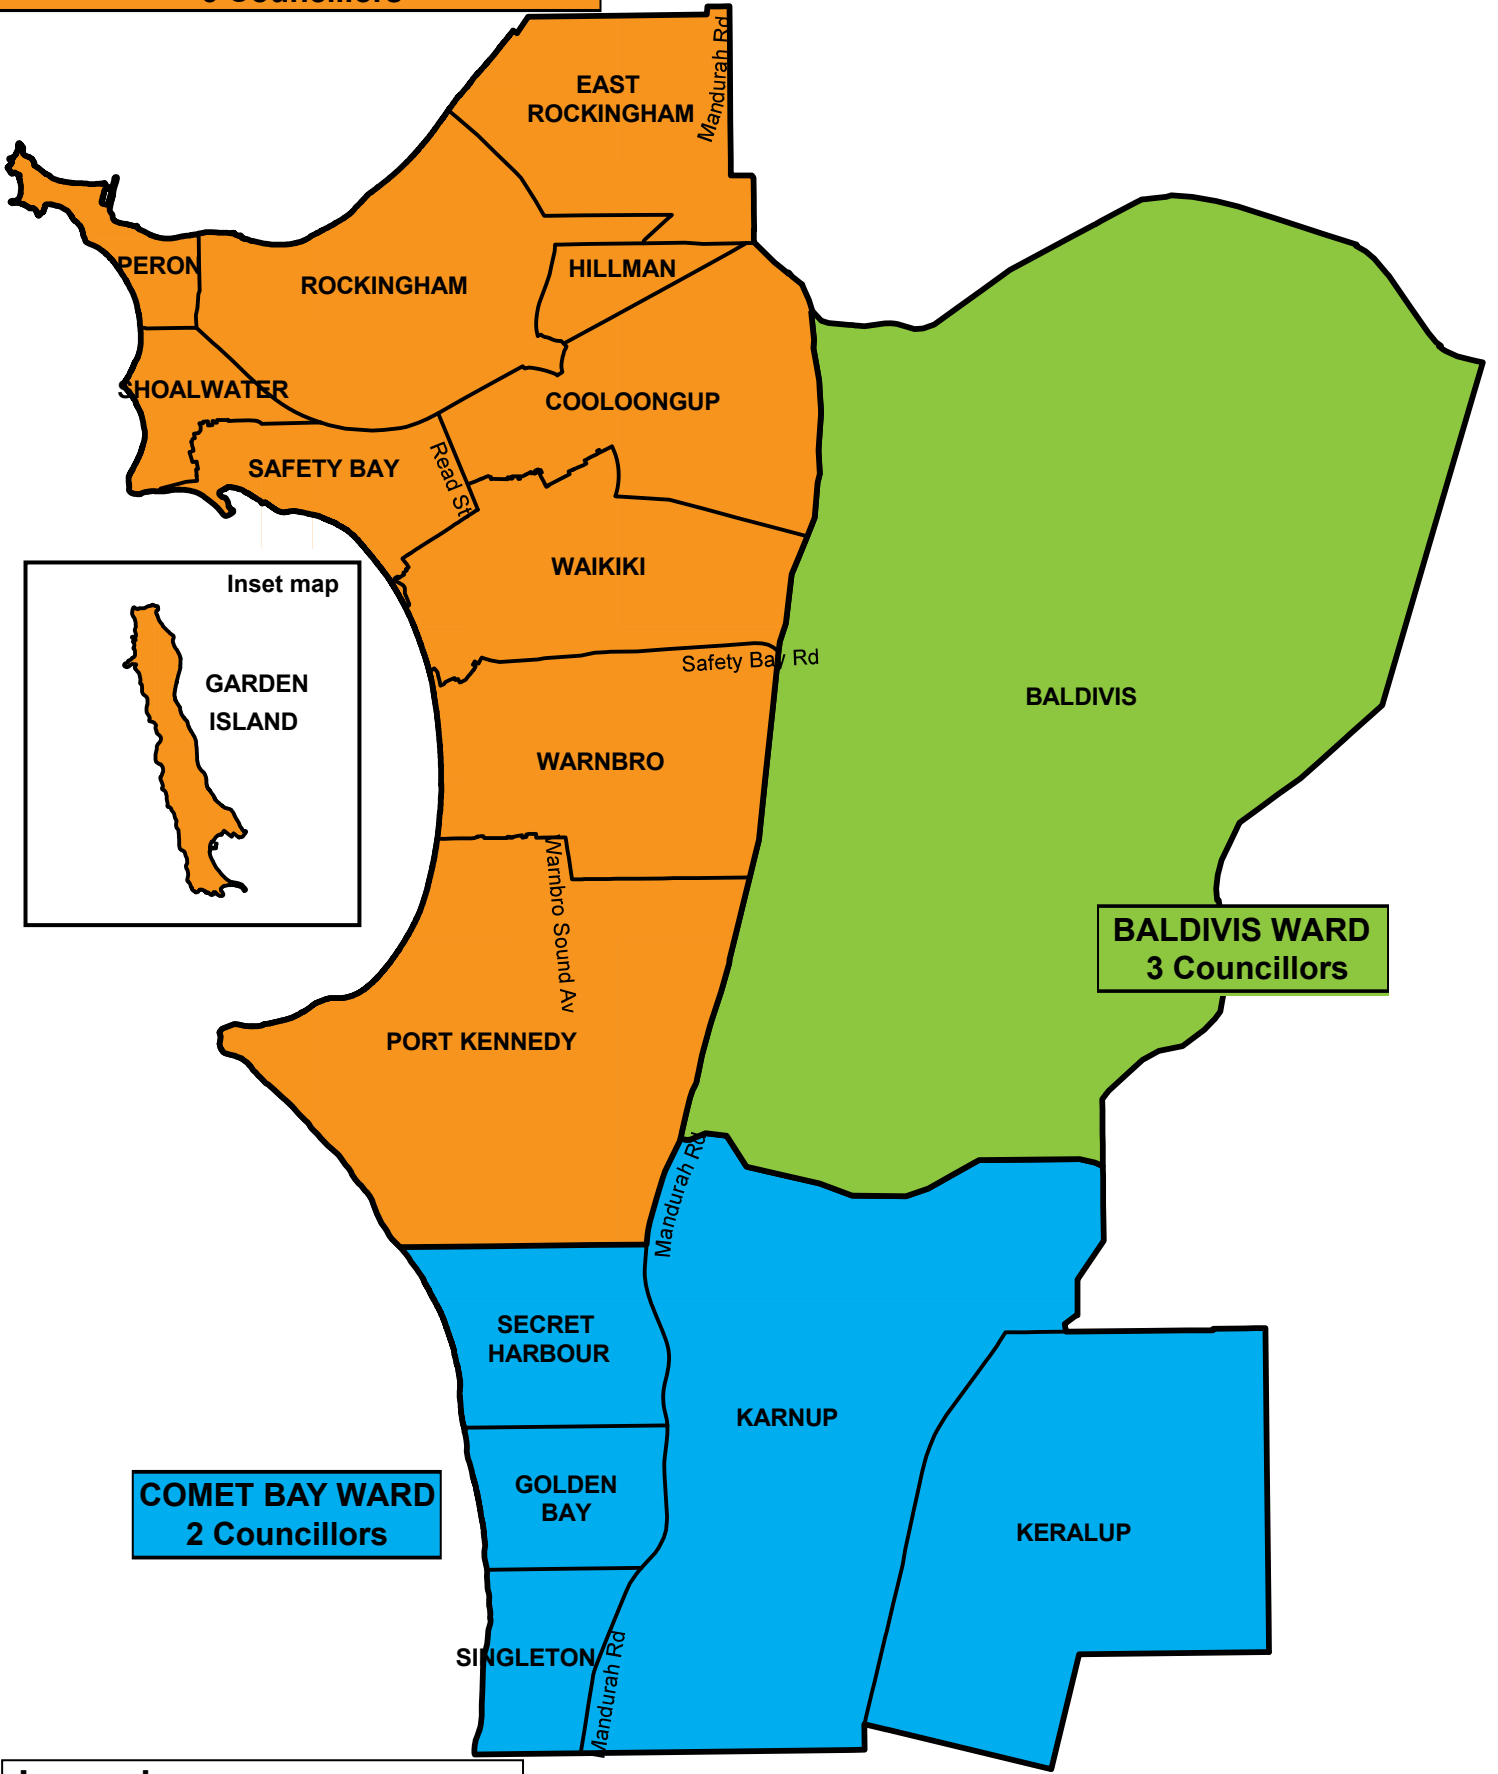 Councillors
EAST
ROCKINGHAM
Mandurah Rd
PERON
ROCKINGHAM
HILLMAN
SHOALWATER
COOLOONGUP
SAFETY BAY
Read St
WAIKIKI
Inset map
GARDEN
ISLAND
Safety Bay Rd
BALDIVIS
WARNBRO
Warnbro Sound Av
BALDIVIS WARD
3 Councillors
PORT KENNEDY
Mandurah Rd
SECRET
HARBOUR
KARNUP
COMET BAY WARD
2 Councillors
GOLDEN
BAY
KERALUP
SINGLETON
Mandurah Rd